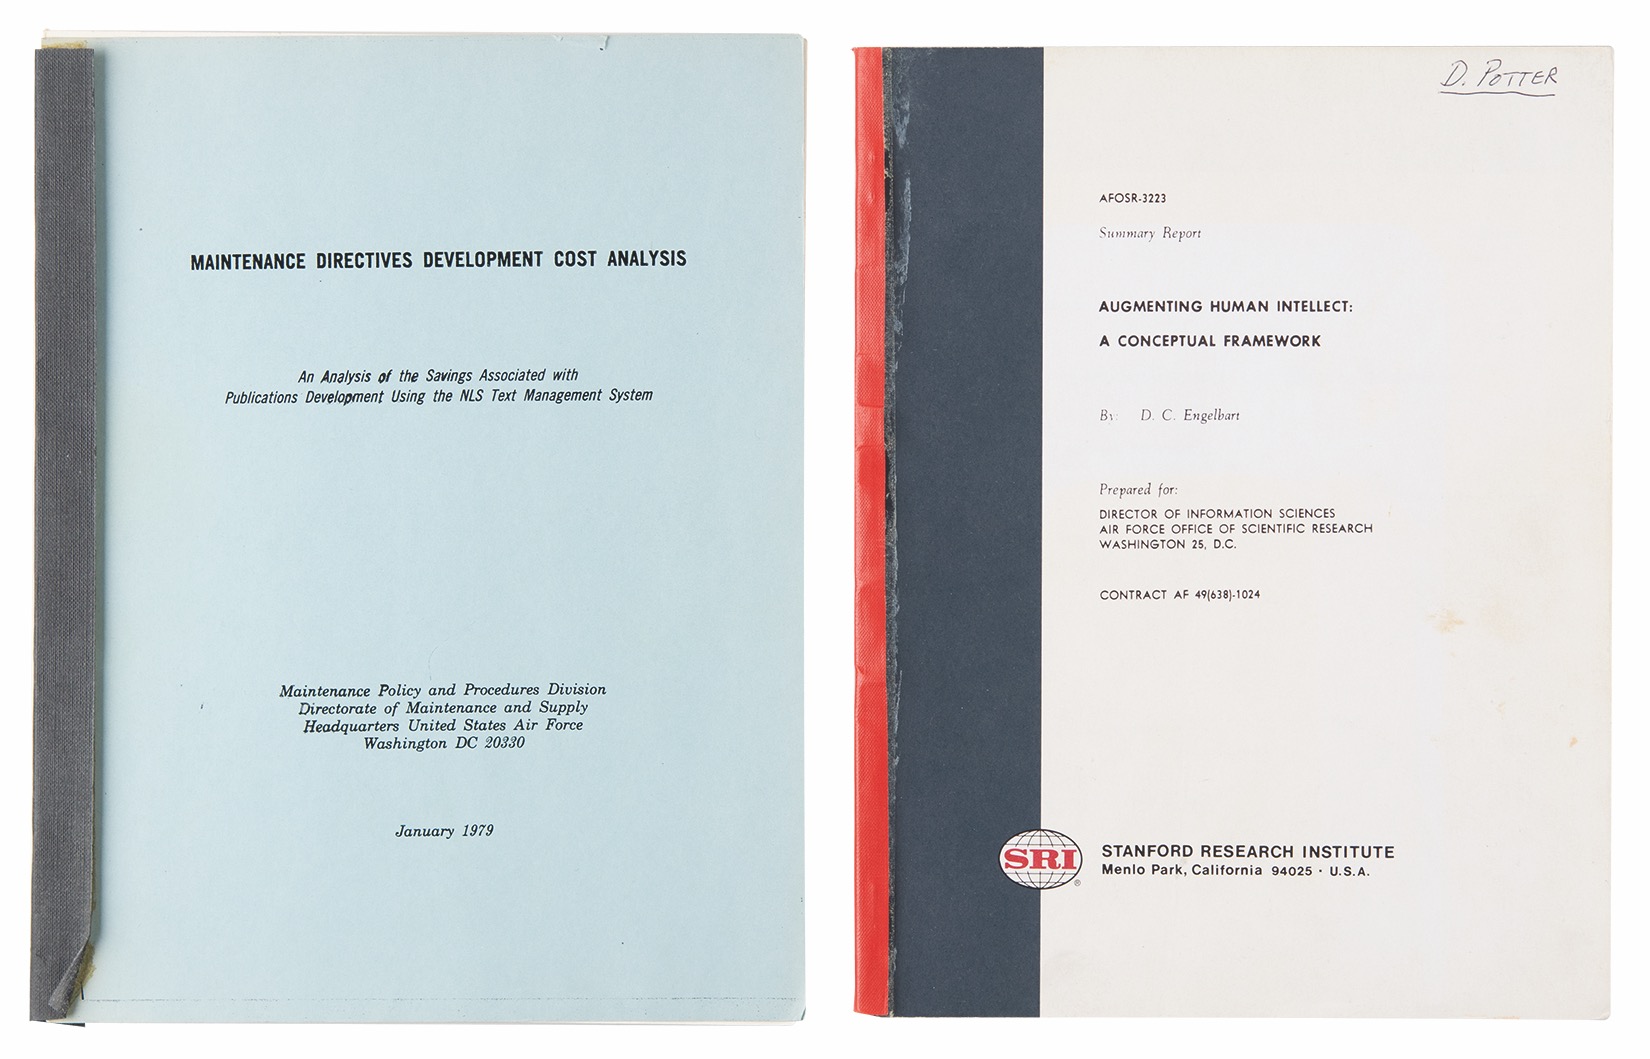 MAINTENANCE DIRECTIVES DEVELOPMENT COST ANALYSIS
An Analysis of the Savings Associated with
Publications Development Using the NLS Text Management System
Maintenance Policy and Procedures Division
Directorate of Maintenance and Supply
Headquarters United States Air Force
Washington DC 20330
January 1979
D. POTTER
AFOSR-3223
Summary Report
AUGMENTING HUMAN INTELLECT:
A CONCEPTUAL FRAMEWORK
By: D. C. Engelbart
Prepared for:
DIRECTOR OF INFORMATION SCIENCES
AIR FORCE OFFICE OF SCIENTIFIC RESEARCH
WASHINGTON 25, D.C.
CONTRACT AF 49(638)-1024
SRI
®
STANFORD RESEARCH INSTITUTE
Menlo Park, California 94025 · U.S.A.